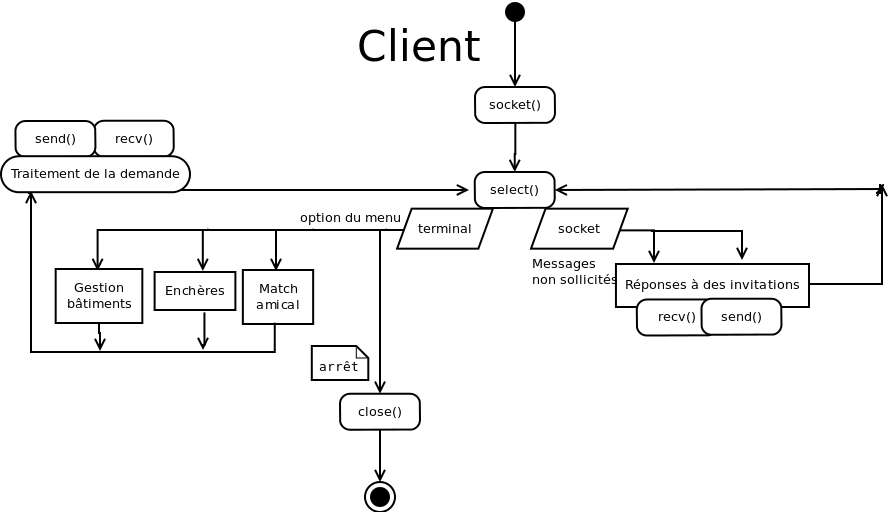 Client
socket()
send()
recv()
Traitement de la demande
select()
option du menu
terminal
socket
Messages
non sollicités
Gestion
bâtiments
Enchères
Match
amical
Réponses à des invitations
recv()
send()
arrêt
close()